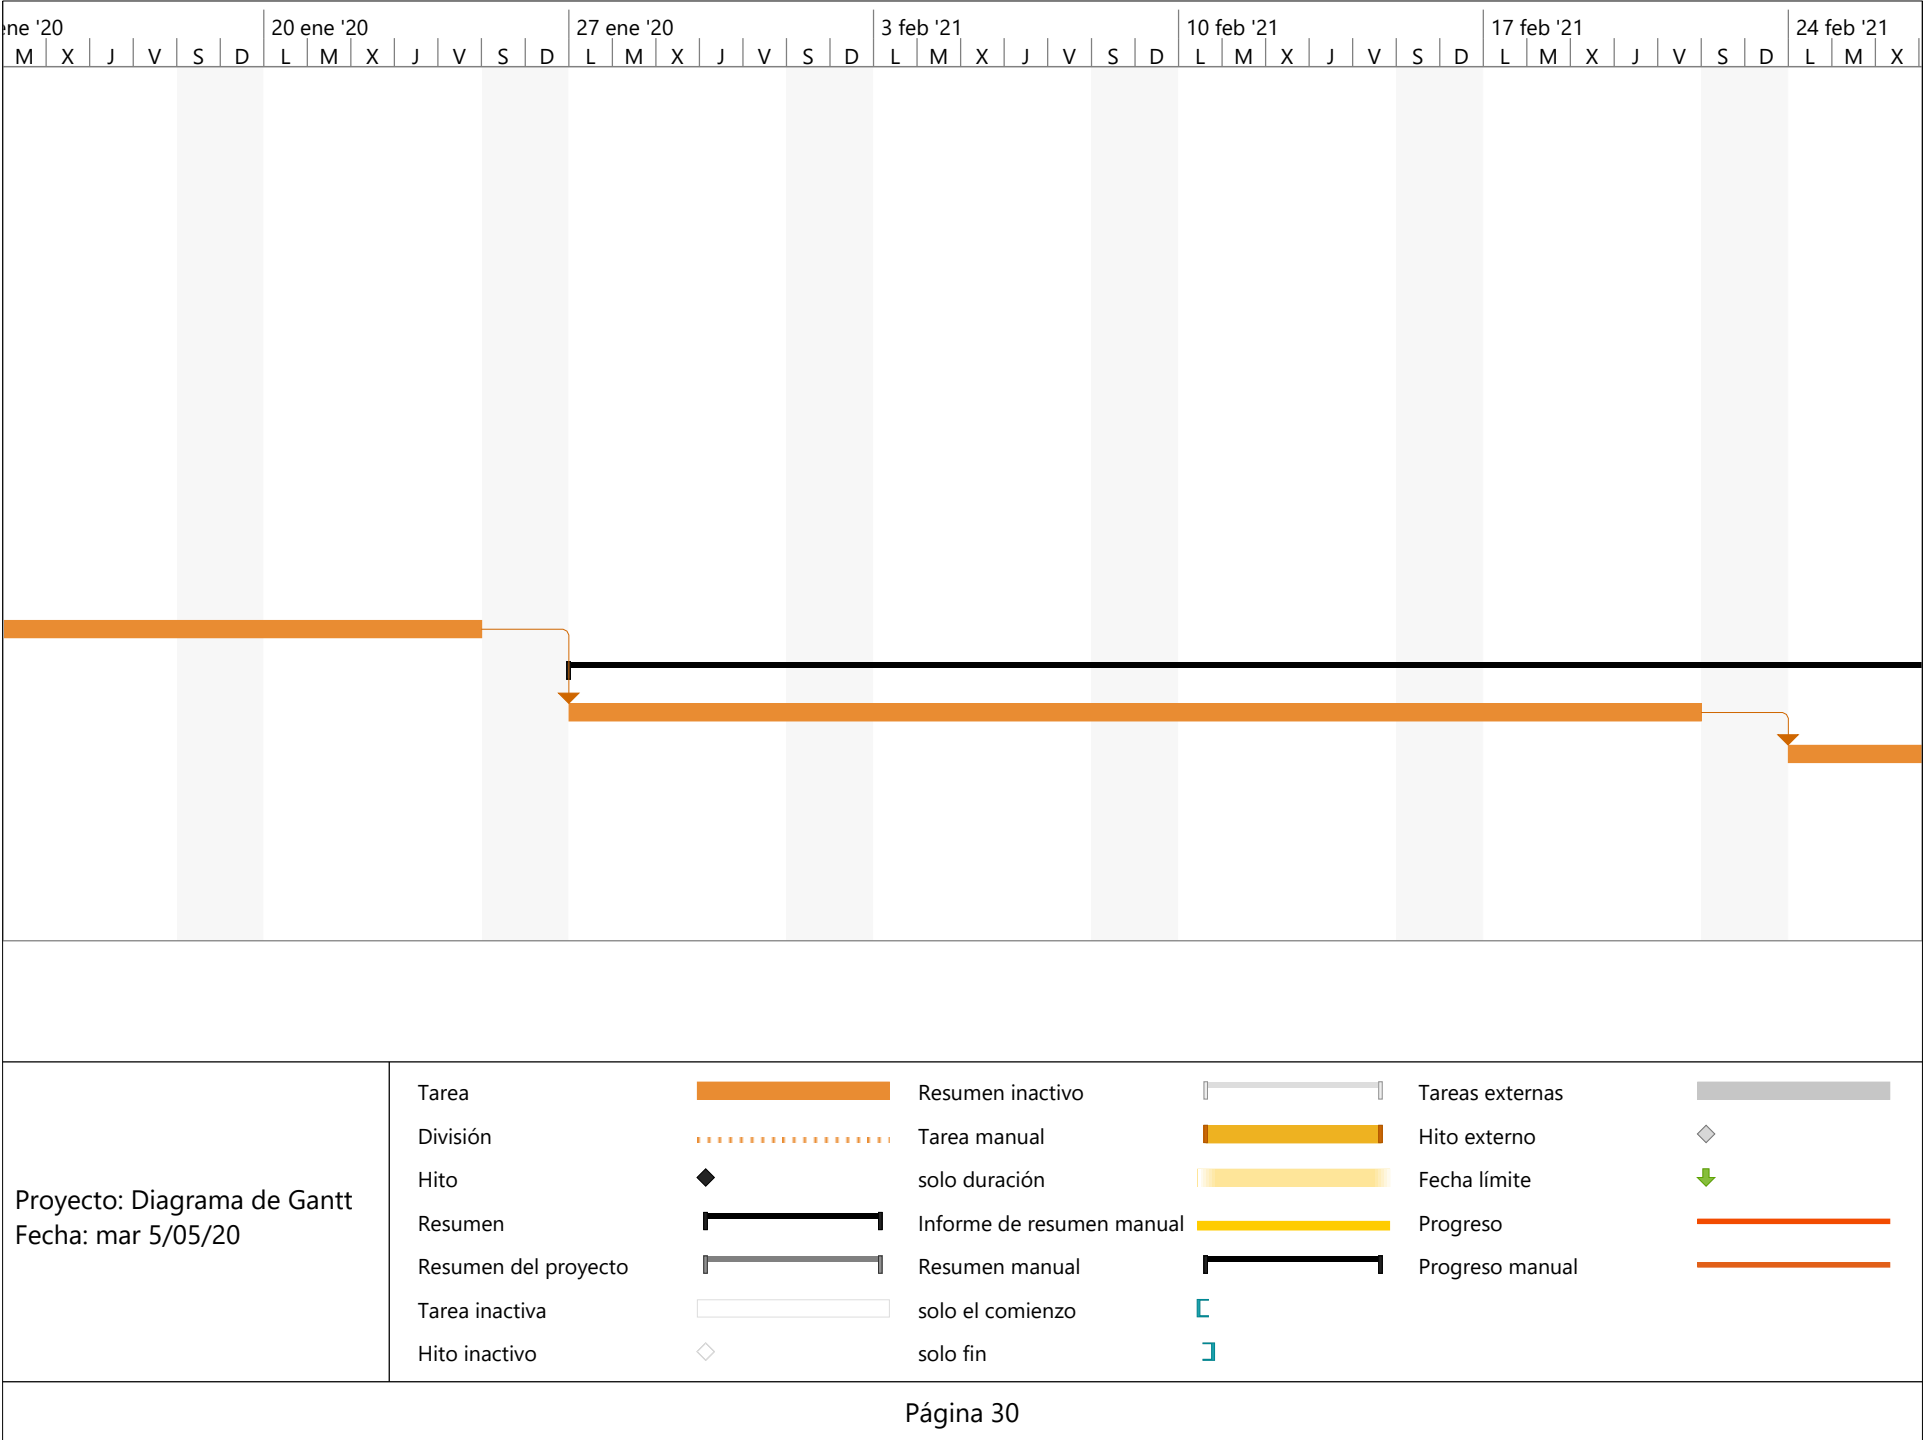 ene '20 20 ene '20 27 ene '20 3 feb '21 10 feb '21 17 feb '21 24 feb '21
M X J V S D L M X J V S D L M X J V S D L M X J V S D L M X J V S D L M X J V S D L M X
Tarea
División
Hito
Resumen
Resumen del proyecto
Tarea inactiva
Hito inactivo
Resumen inactivo
Tarea manual
solo duración
Informe de resumen manual
Resumen manual
solo el comienzo
solo fin
Tareas externas
Hito externo
Fecha límite
Progreso
Progreso manual
Proyecto: Diagrama de Gantt
Fecha: mar 5/05/20
Página 30